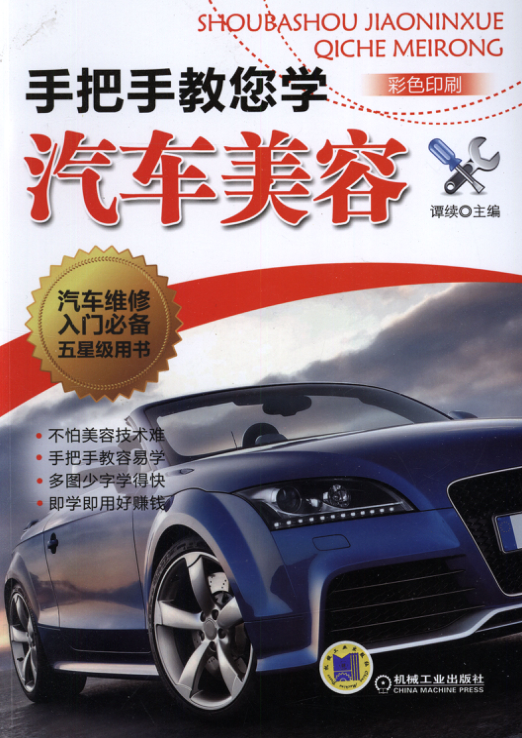 SHOUBASHOU JIAONINXUE
QICHE MEIRONG
手把手教您学
彩色印刷
汽车美容
谭续◎主编
汽车维修
入门必备
五星级用书
• 不怕美容技术难
• 手把手教容易学
• 多图少字学得快
• 即学即用好赚钱
机械工业出版社
CHINA MACHINE PRESS